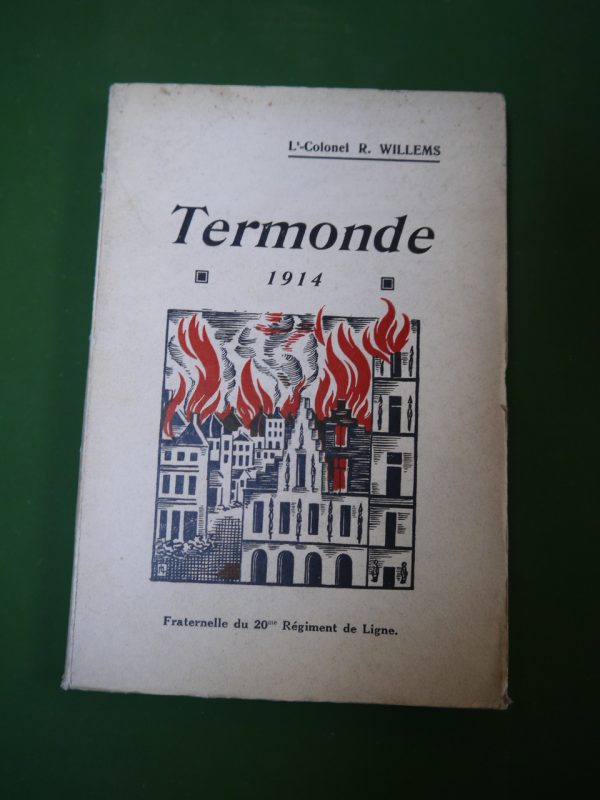 Lt-Colonel R. WILLEMS
Termonde
1914
Fraternelle du 20me Régiment de Ligne.